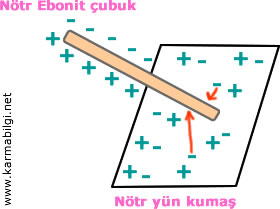 Nötr Ebonit çubuk
www.karmabilgi.net
Nötr yün kumaş